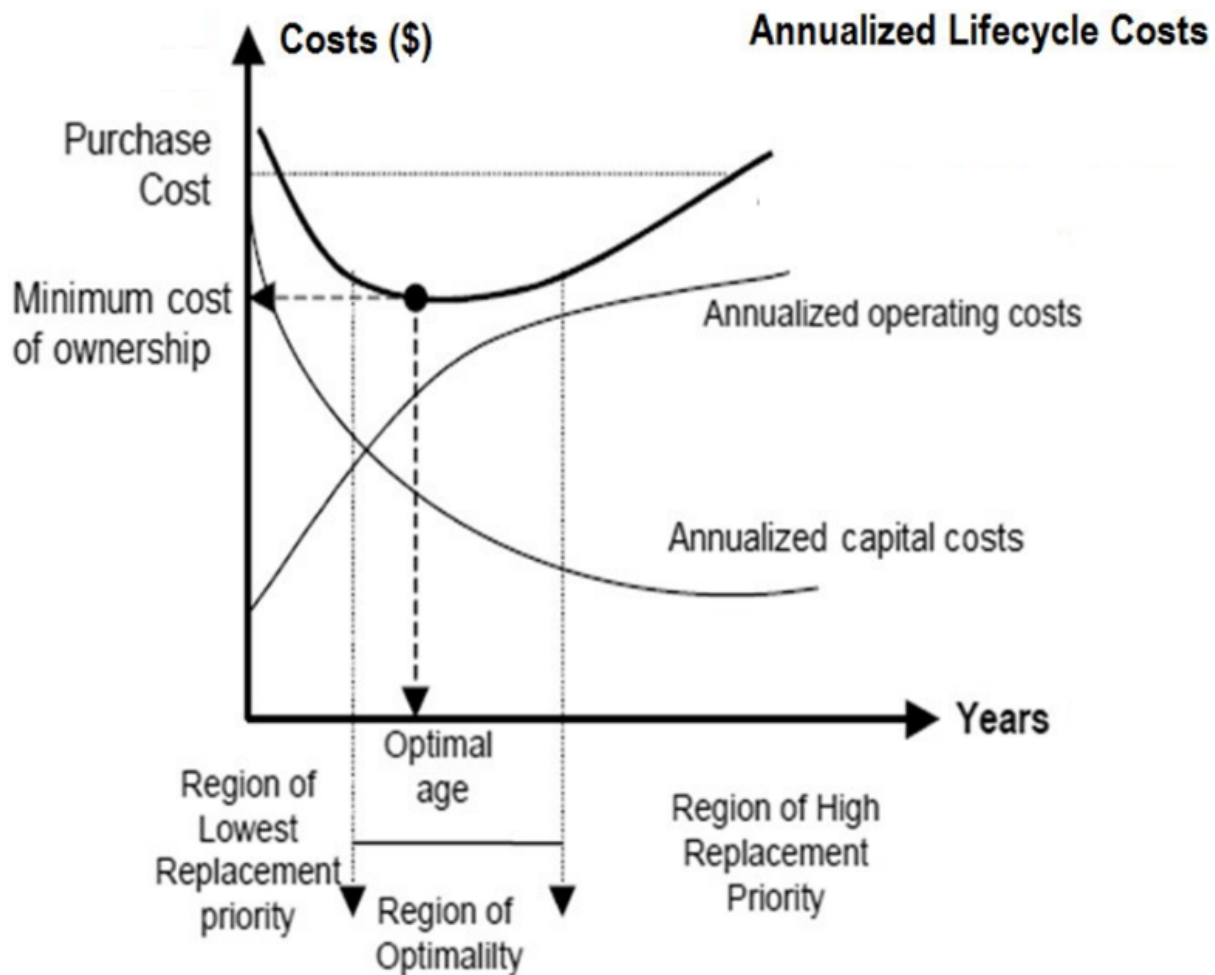 Costs ($)
Annualized Lifecycle Costs
Purchase
Cost
Minimum cost
of ownership
Annualized operating costs
Annualized capital costs
Years
Optimal
age
Region of
Lowest
Replacement
priority
Region of
Optimalilty
Region of High
Replacement
Priority